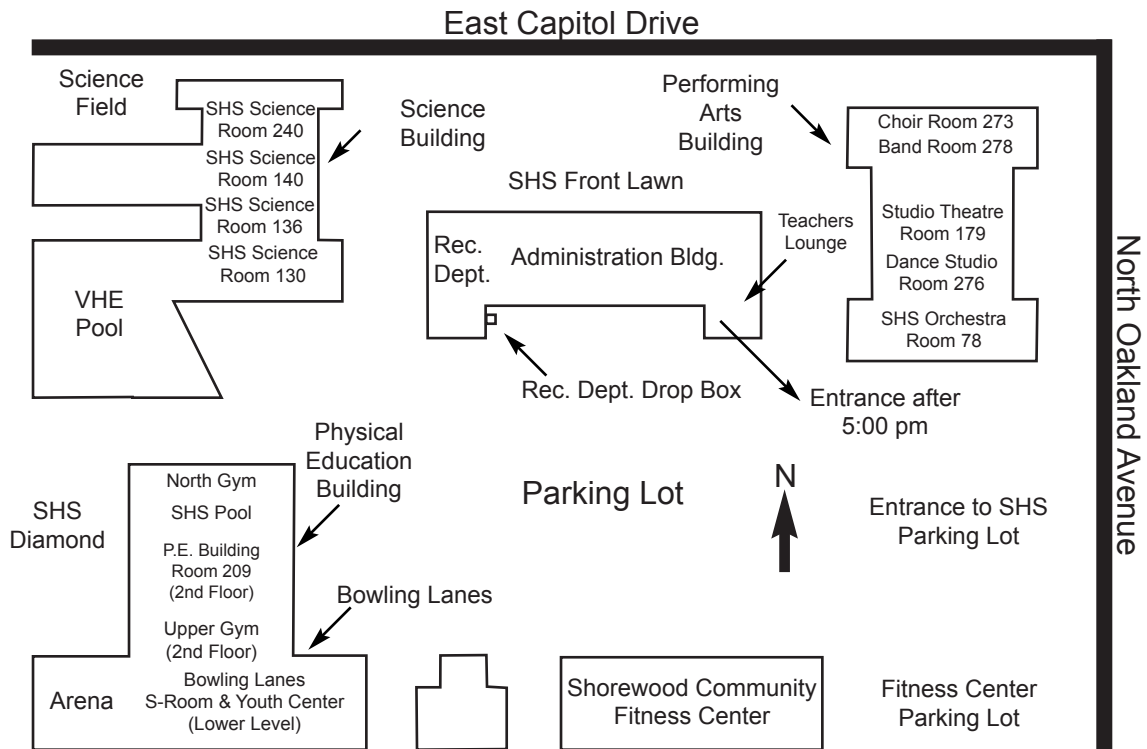 East Capitol Drive
Science
Field
SHS Science
Room 240
SHS Science
Room 140
SHS Science
Room 136
SHS Science
Room 130
VHE
Pool
Science
Building
SHS Front Lawn
Rec.
Dept.
Administration Bldg.
Teachers
Lounge
Rec. Dept. Drop Box
Entrance after
5:00 pm
Performing
Arts
Building
Choir Room 273
Band Room 278
Studio Theatre
Room 179
Dance Studio
Room 276
SHS Orchestra
Room 78
North Oakland Avenue
SHS
Diamond
North Gym
SHS Pool
P.E. Building
Room 209
(2nd Floor)
Upper Gym
(2nd Floor)
Physical
Education
Building
Bowling Lanes
Arena
Bowling Lanes
S-Room & Youth Center
(Lower Level)
Parking Lot
N
Entrance to SHS
Parking Lot
Shorewood Community
Fitness Center
Fitness Center
Parking Lot